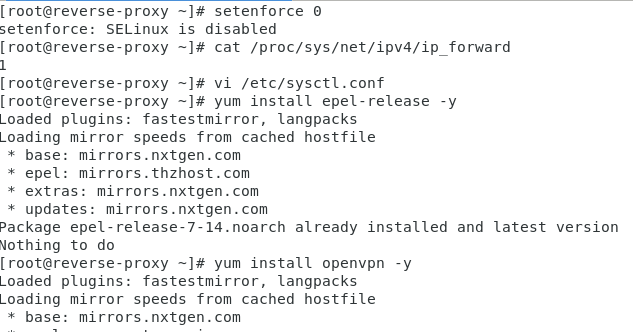 [root@reverse-proxy ~]# setenforce 0
setenforce: SELinux is disabled
[root@reverse-proxy ~]# cat /proc/sys/net/ipv4/ip_forward
1
[root@reverse-proxy ~]# vi /etc/sysctl.conf
[root@reverse-proxy ~]# yum install epel-release -y
Loaded plugins: fastestmirror, langpacks
Loading mirror speeds from cached hostfile
 * base: mirrors.nxtgen.com
 * epel: mirrors.thzhost.com
 * extras: mirrors.nxtgen.com
 * updates: mirrors.nxtgen.com
Package epel-release-7-14.noarch already installed and latest version
Nothing to do
[root@reverse-proxy ~]# yum install openvpn -y
Loaded plugins: fastestmirror, langpacks
Loading mirror speeds from cached hostfile
 * base: mirrors.nxtgen.com